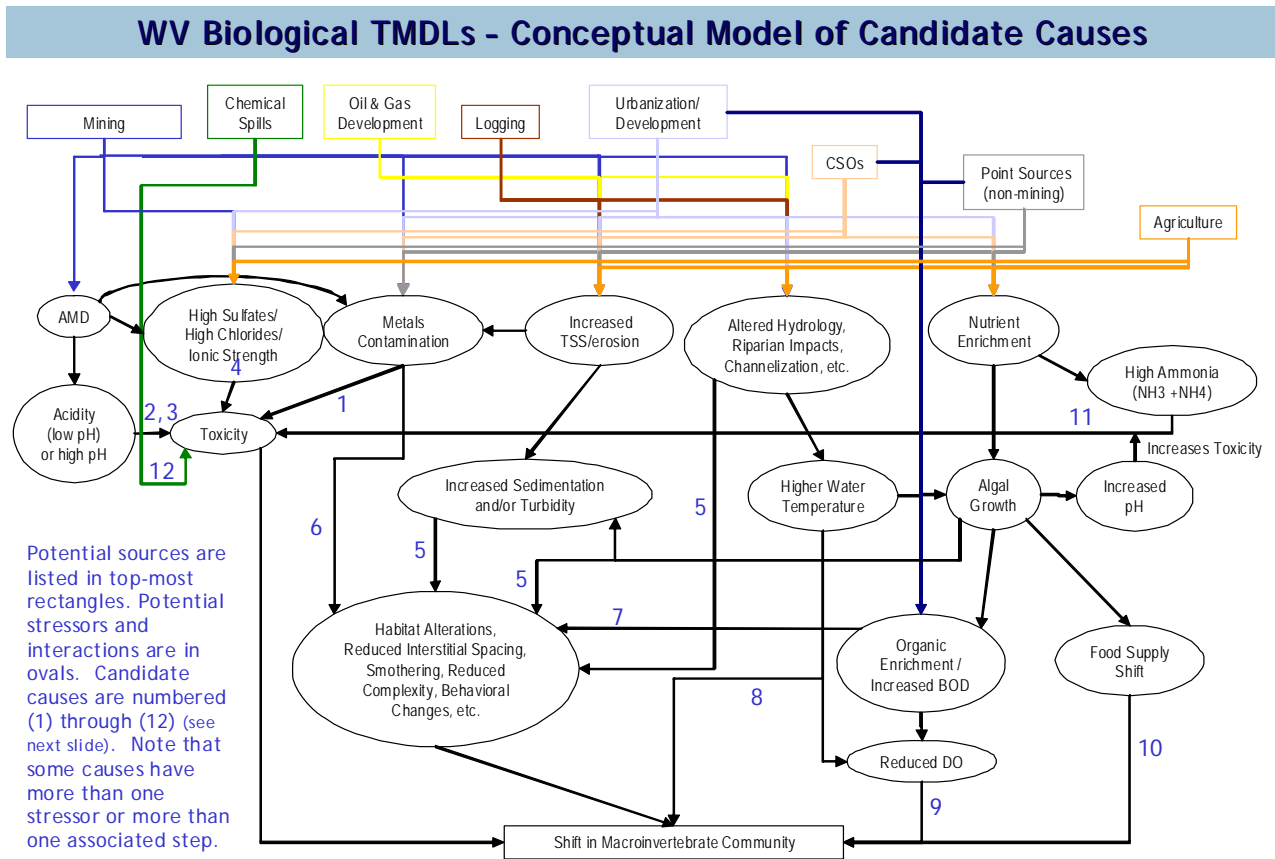 WV Biological TMDLs - Conceptual Model of Candidate Causes
Mining
Chemical
Spills
Oil & Gas
Development
Logging
Urbanization/
Development
CSOs
Point Sources
(non-mining)
Agriculture
AMD
High Sulfates/
High Chlorides/
Ionic Strength
4
Metals
Contamination
Increased
TSS/erosion
Altered Hydrology,
Riparian Impacts,
Channelization, etc.
Nutrient
Enrichment
High Ammonia
(NH3 +NH4)
Acidity
(low pH)
or high pH
2,3
Toxicity
1
11
Increases Toxicity
12
Increased Sedimentation
and/or Turbidity
Higher Water
Temperature
Algal
Growth
Increased
pH
6
5
5
5
Potential sources are
listed in top-most
rectangles. Potential
stressors and
interactions are in
ovals. Candidate
causes are numbered
(1) through (12) (see
next slide). Note that
some causes have
more than one
stressor or more than
one associated step.
Habitat Alterations,
Reduced Interstitial Spacing,
Smothering, Reduced
Complexity, Behavioral
Changes, etc.
7
Organic
Enrichment /
Increased BOD
Food Supply
Shift
8
Reduced DO
10
9
Shift in Macroinvertebrate Community